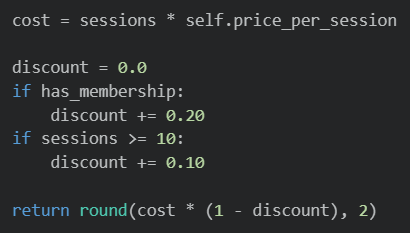 cost = sessions * self.price_per_session

discount = 0.0
if has_membership:
    discount += 0.20
if sessions >= 10:
    discount += 0.10

return round(cost * (1 - discount), 2)